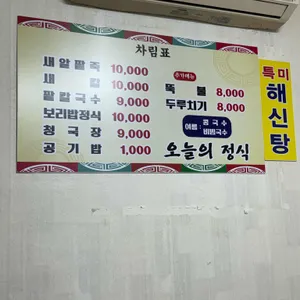 차림표
새알팥죽 10,000
새칼 10,000
팥칼국수 9,000
보리밥정식 10,000
청국장 9,000
공기밥 1,000
추가메뉴
뚝불 8,000
두루치기 8,000
여름: 콩국수
비빔국수
오늘의 정식
특미
해신탕